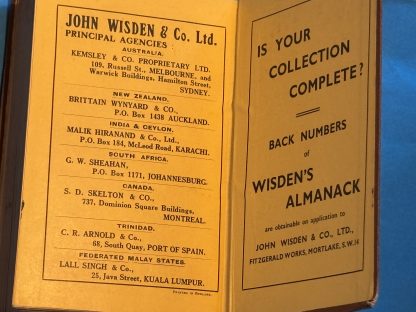 JOHN WISDEN & Co. Ltd.
PRINCIPAL AGENCIES
AUSTRALIA.
KEMSLEY & CO. PROPRIETARY LTD.
109, Russell St., MELBOURNE, and
Warwick Buildings, Hamilton Street,
SYDNEY.
NEW ZEALAND.
BRITTAIN WYNYARD & CO.,
P.O. Box 1438 AUCKLAND.
INDIA & CEYLON.
MALIK HIRANAND & Co., Ltd.,
P.O. Box 184, McLeod Road, KARACHI.
SOUTH AFRICA.
G. W. SHEAHAN,
P.O. Box 1171, JOHANNESBURG.
CANADA.
S. D. SKELTON & CO.,
737, Dominion Square Buildings,
MONTREAL.
TRINIDAD.
C. R. ARNOLD & Co.,
68, South Quay, PORT OF SPAIN.
FEDERATED MALAY STATES.
LALL SINGH & Co.,
25, Java Street, KUALA LUMPUR.
PRINTED IN ENGLAND.
IS YOUR
COLLECTION
COMPLETE?
BACK NUMBERS
of
WISDEN'S
ALMANACK
are obtainable on application to
JOHN WISDEN & CO., LTD.,
FITZGERALD WORKS, MORTLAKE, S.W.14